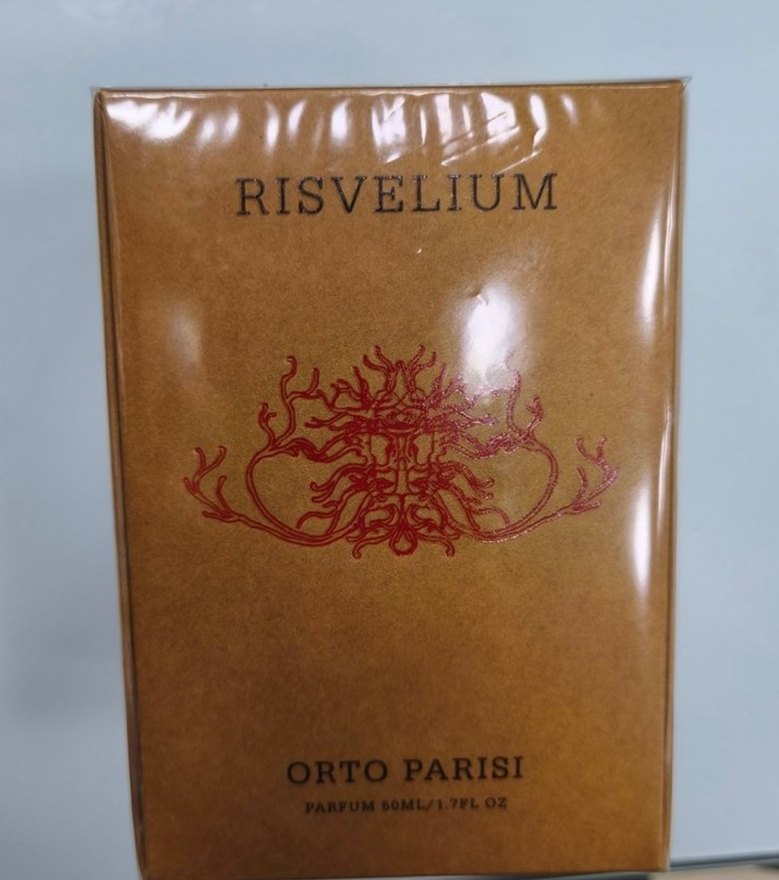 RISVELIUM
ORTO PARISI
PARFUM 50ML/1.7FL OZ